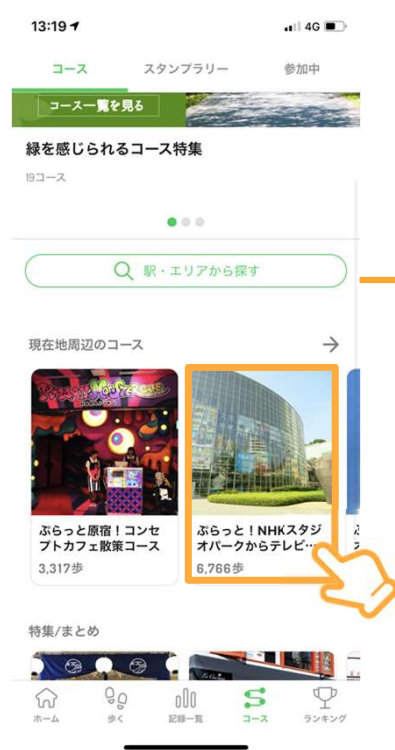 13:19
4G
コース スタンプラリー 参加中
コース一覧を見る
緑を感じられるコース特集
19コース
駅・エリアから探す
現在地周辺のコース
ぶらっと原宿！コンセ
プトカフェ散策コース
3,317歩
ぶらっと！NHKスタジ
オパークからテレビ…
6,766歩
特集/まとめ
ホーム 歩く 記録一覧 コース ランキング